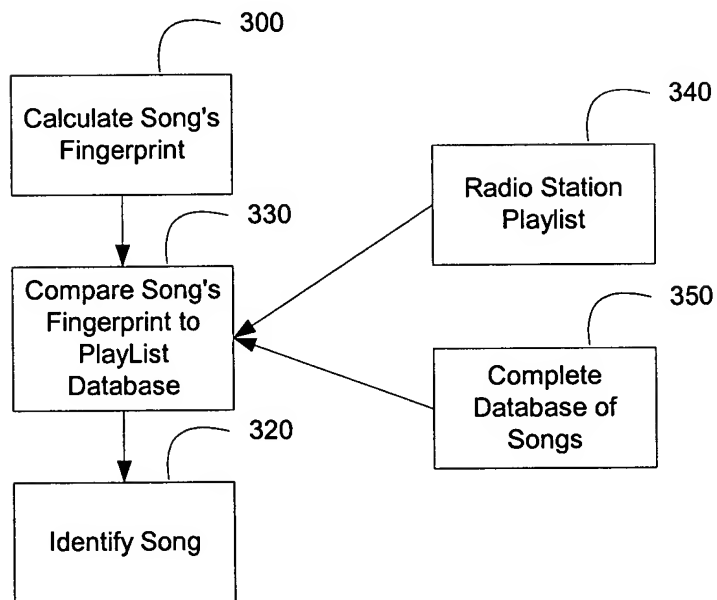 300
Calculate Song's
Fingerprint
340
Radio Station
Playlist
330
Compare Song's
Fingerprint to
PlayList
Database
350
Complete
Database of
Songs
320
Identify Song